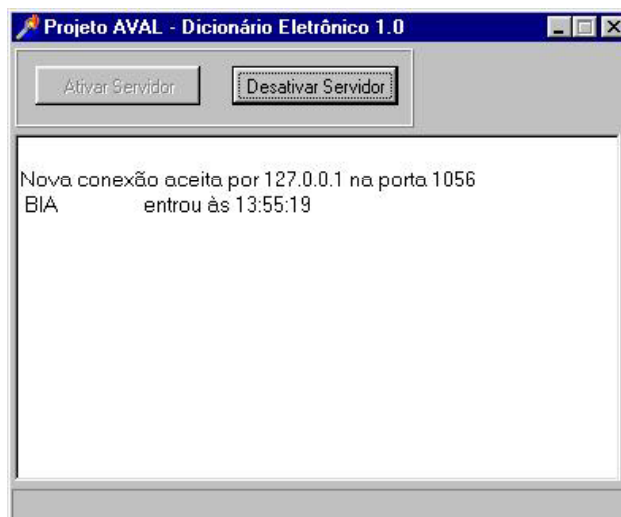 Projeto AVAL - Dicionário Eletrônico 1.0
Ativar Servidor Desativar Servidor
Nova conexão aceita por 127.0.0.1 na porta 1056
BIA entrou às 13:55:19